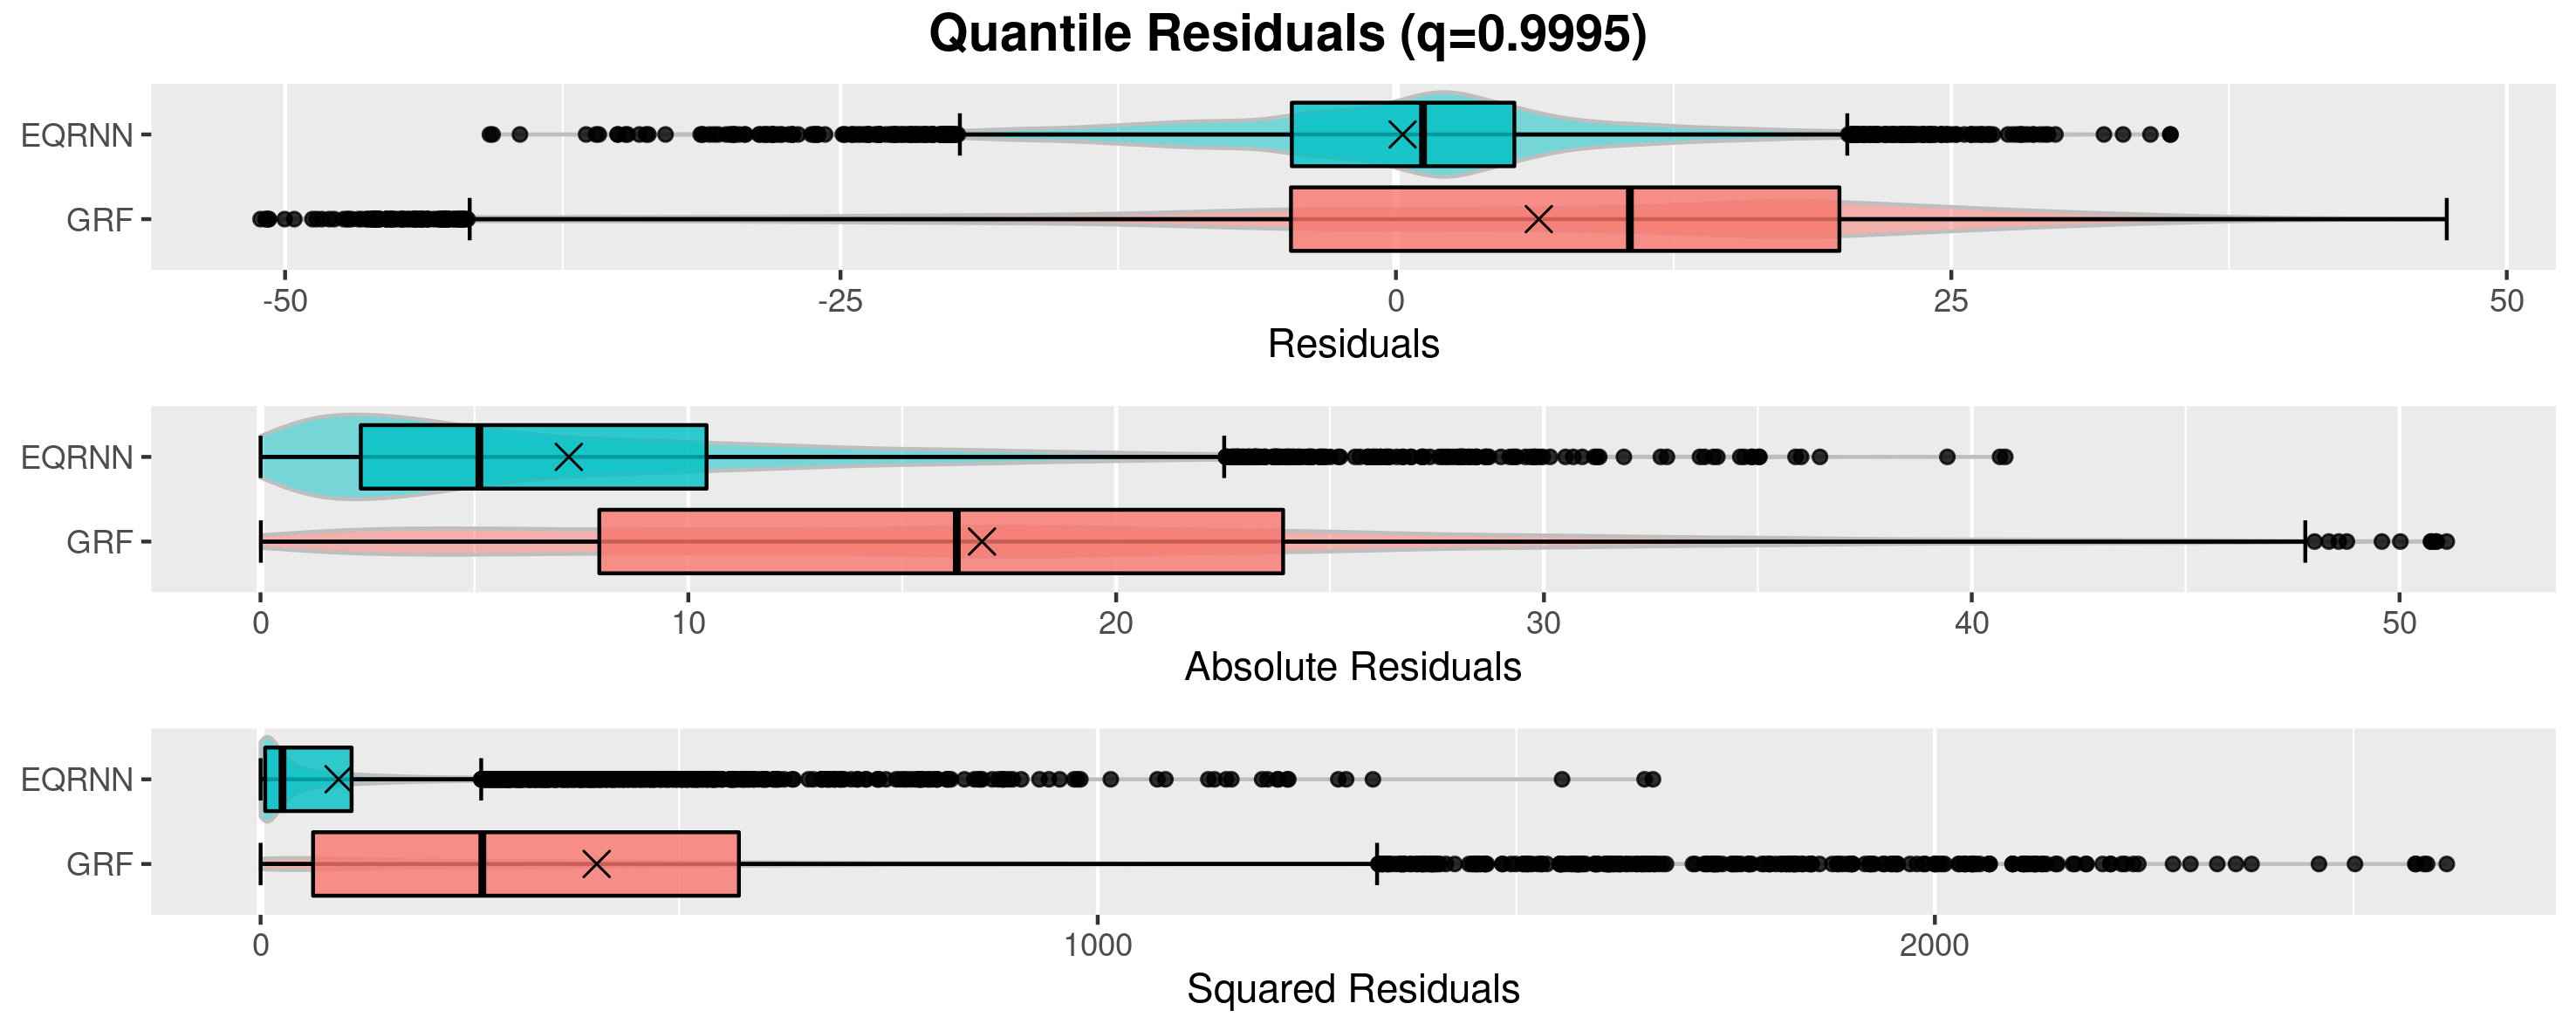 Quantile Residuals (q=0.9995)
EQRNN
GRF
-50 -25 0 25 50
Residuals
EQRNN
GRF
0 10 20 30 40 50
Absolute Residuals
EQRNN
GRF
0 1000 2000
Squared Residuals